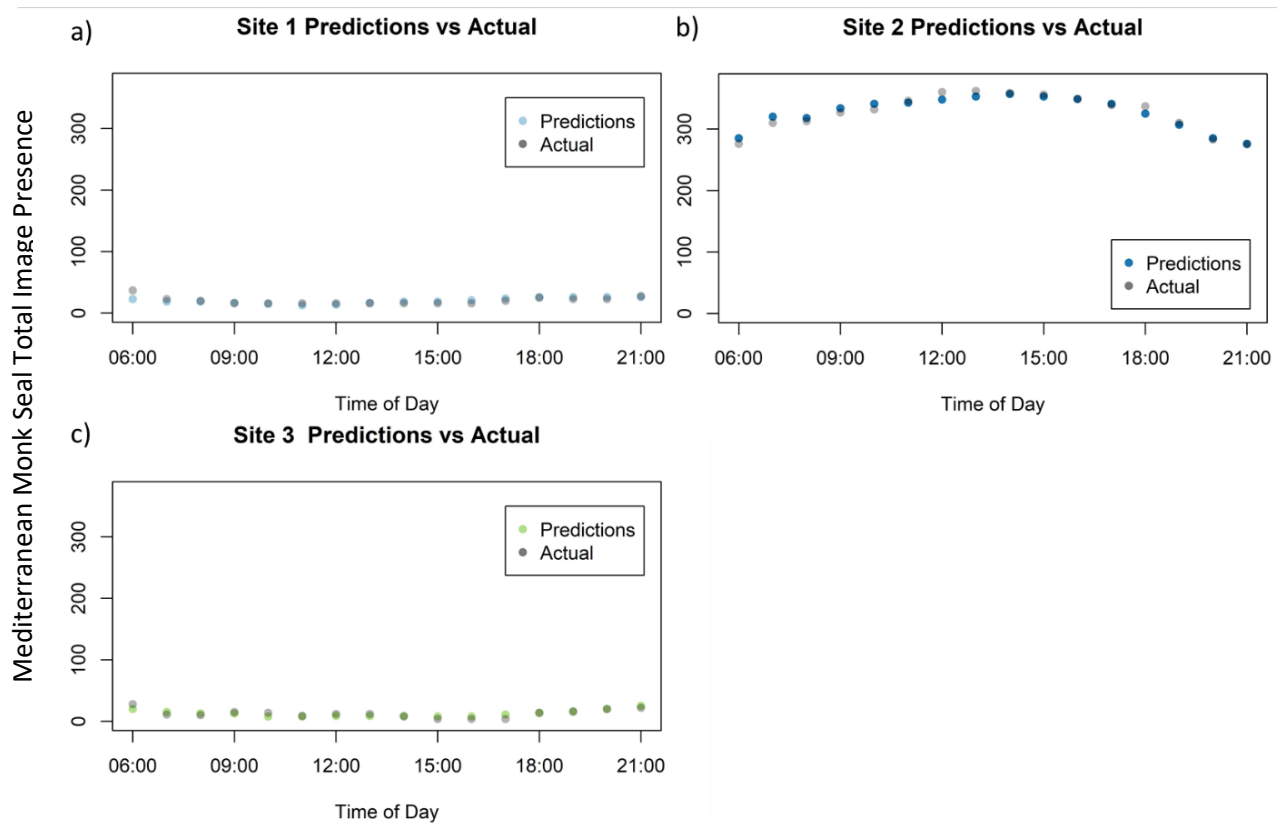 a)
Site 1 Predictions vs Actual
Mediterranean Monk Seal Total Image Presence
300
200
100
0
Predictions
Actual
06:00 09:00 12:00 15:00 18:00 21:00
Time of Day
b)
Site 2 Predictions vs Actual
300
200
100
0
Predictions
Actual
06:00 09:00 12:00 15:00 18:00 21:00
Time of Day
c)
Site 3 Predictions vs Actual
300
200
100
0
Predictions
Actual
06:00 09:00 12:00 15:00 18:00 21:00
Time of Day